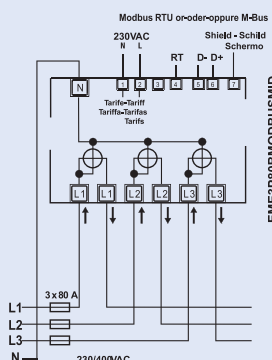 Modbus RTU or-oder-oppure M-Bus
230VAC
N L
RT D- D+
Shield - Schild
Schermo
N 1 2 3 4 5 6 7
Tarife-Tariff
Tariffa-Tarifas
Tarifs
L1 L1 L2 L2 L3 L3
3 x 80 A
L1
L2
L3
N
230/400VAC